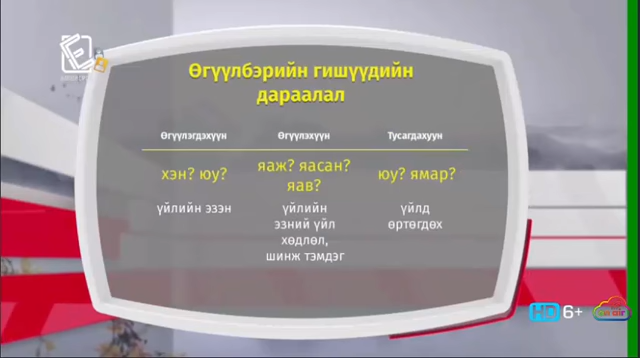 Өгүүлбэрийн гишүүдийн
дараалал
Өгүүлэгдэхүүн
Өгүүлэхүүн
Тусагдахуун
хэн? юу?
яаж? яасан?
яав?
юу? ямар?
үйлийн эзэн
үйлийн
эзний үйл
хөдлөл,
шинж тэмдэг
үйлд
өртөгдөх
HD 6+